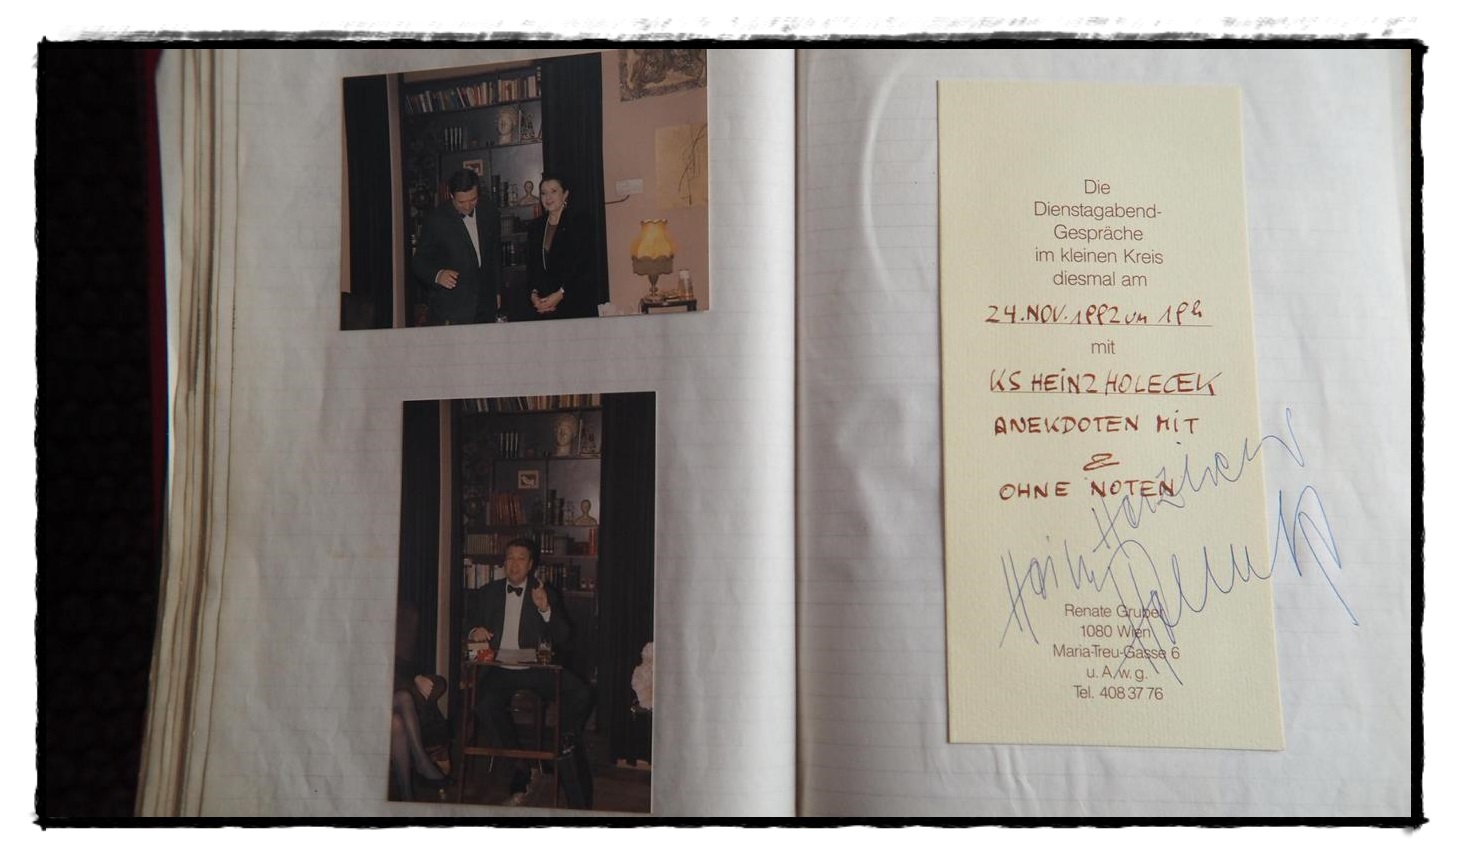 Die
Dienstagabend-
Gespräche
im kleinen Kreis
diesmal am
24. NOV. 1992 um 19h
mit
KS HEINZ HOLECEK
ANEKDOTEN MIT
&
OHNE NOTEN
Renate Gruber
1080 Wien
Maria-Treu-Gasse 6
u. A. w. g.
Tel. 408 37 76